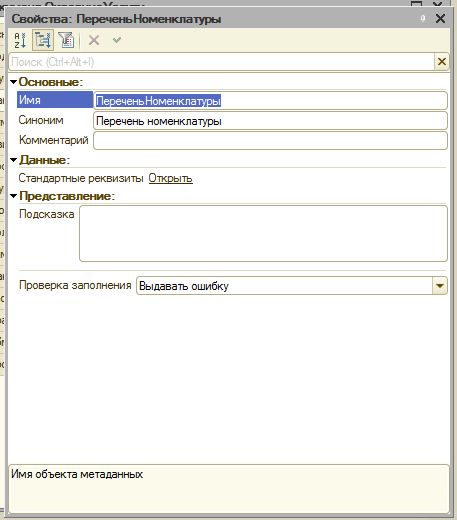 Свойства: ПереченьНоменклатуры
Поиск (Ctrl+Alt+I)
Основные:
Имя ПереченьНоменклатуры
Синоним Перечень номенклатуры
Комментарий
Данные:
Стандартные реквизиты Открыть
Представление:
Подсказка
Проверка заполнения Выдавать ошибку
Имя объекта метаданных